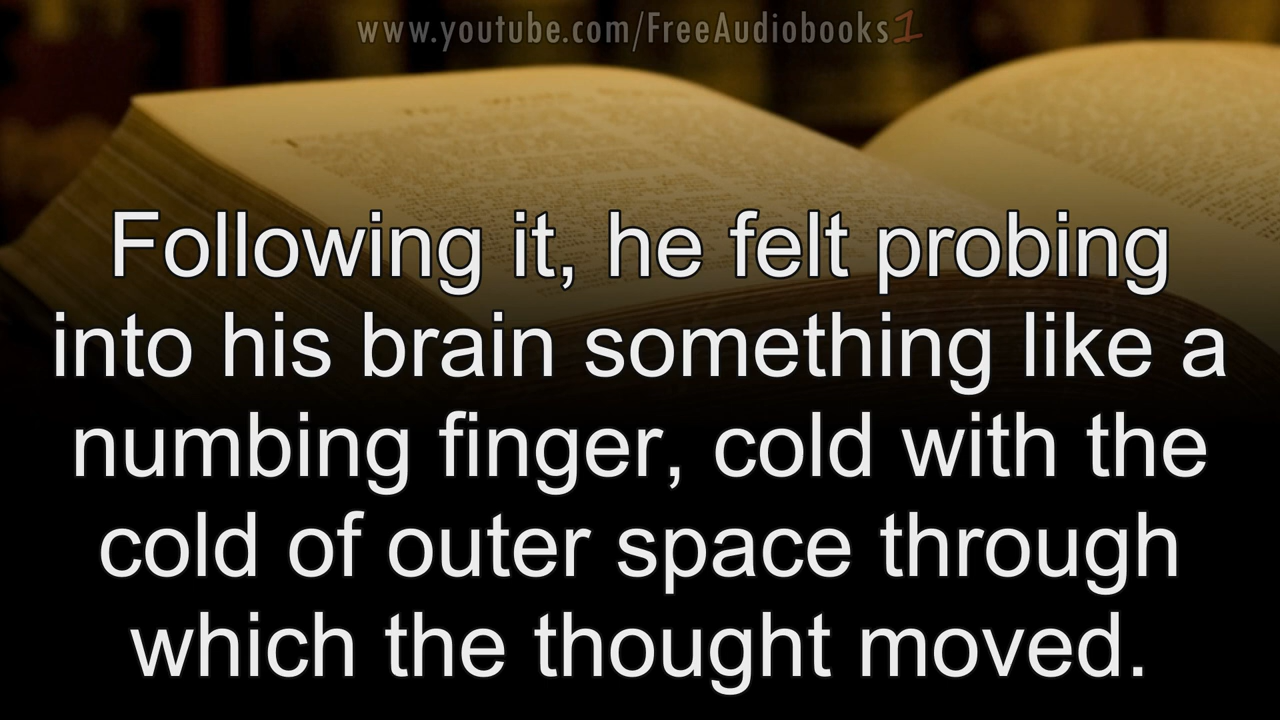 www.youtube.com/FreeAudiobooks1
Following it, he felt probing
into his brain something like a
numbing finger, cold with the
cold of outer space through
which the thought moved.